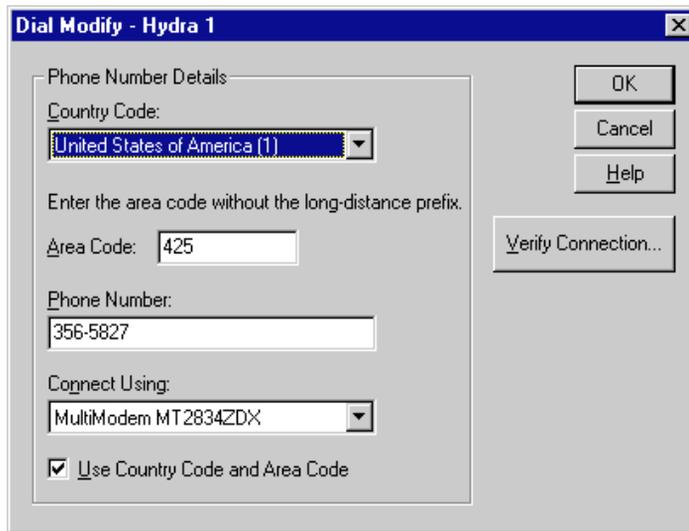 Dial Modify - Hydra 1
Phone Number Details
Country Code:
United States of America (1)
Enter the area code without the long-distance prefix.
Area Code: 425
Phone Number:
356-5827
Connect Using:
MultiModem MT2834ZDX
Use Country Code and Area Code
OK
Cancel
Help
Verify Connection...